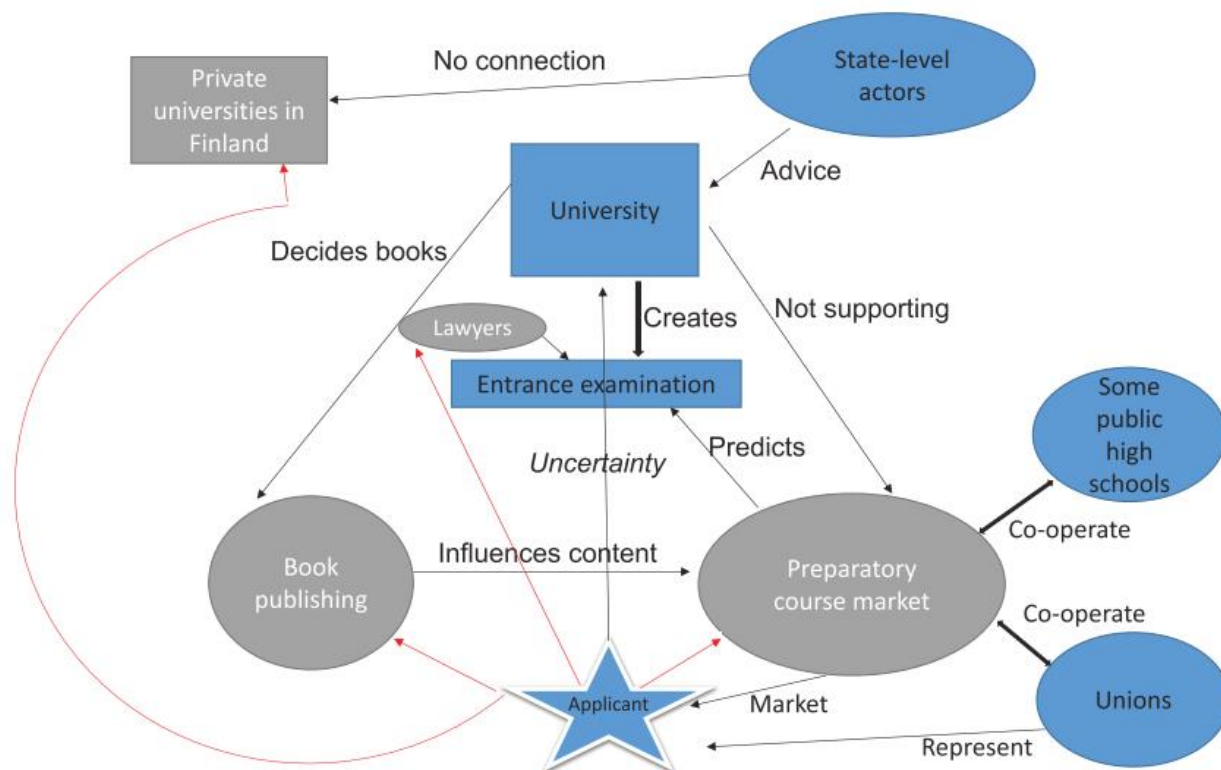 No connection
State-level
actors
Private
universities in
Finland
Advice
University
Decides books
Not supporting
Lawyers
Creates
Entrance examination
Some
public
high
schools
Predicts
Uncertainty
Co-operate
Influences content
Book
publishing
Preparatory
course market
Co-operate
Applicant
Market
Unions
Represent